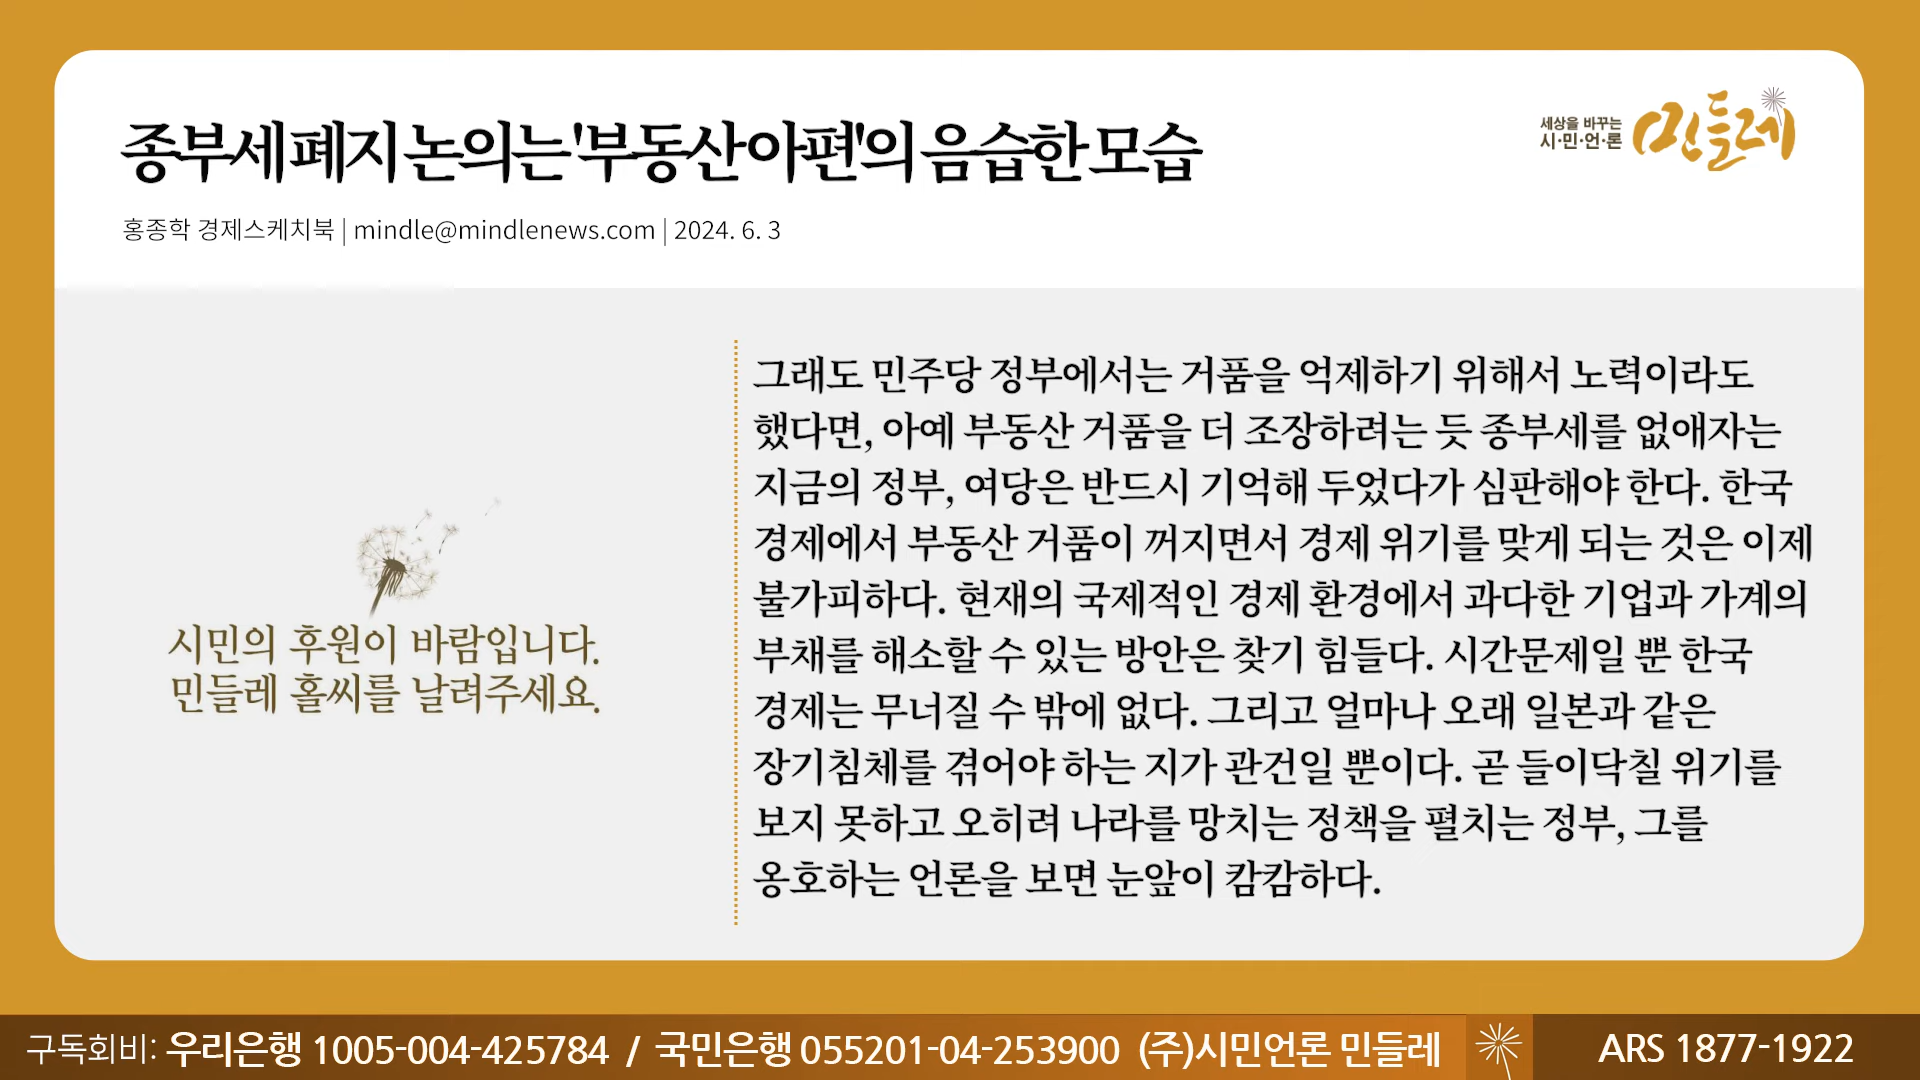 종부세 폐지 논의는 '부동산 아편'의 음습한 모습
세상을 바꾸는
시·민·언·론
민들레
홍종학 경제스케치북 | mindle@mindlenews.com | 2024. 6. 3
시민의 후원이 바람입니다.
민들레 홀씨를 날려주세요.
그래도 민주당 정부에서는 거품을 억제하기 위해서 노력이라도
했다면, 아예 부동산 거품을 더 조장하려는 듯 종부세를 없애자는
지금의 정부, 여당은 반드시 기억해 두었다가 심판해야 한다. 한국
경제에서 부동산 거품이 꺼지면서 경제 위기를 맞게 되는 것은 이제
불가피하다. 현재의 국제적인 경제 환경에서 과다한 기업과 가계의
부채를 해소할 수 있는 방안은 찾기 힘들다. 시간문제일 뿐 한국
경제는 무너질 수 밖에 없다. 그리고 얼마나 오래 일본과 같은
장기침체를 겪어야 하는 지가 관건일 뿐이다. 곧 들이닥칠 위기를
보지 못하고 오히려 나라를 망치는 정책을 펼치는 정부, 그를
옹호하는 언론을 보면 눈앞이 캄캄하다.
구독회비: 우리은행 1005-004-425784 / 국민은행 055201-04-253900 (주)시민언론 민들레
ARS 1877-1922